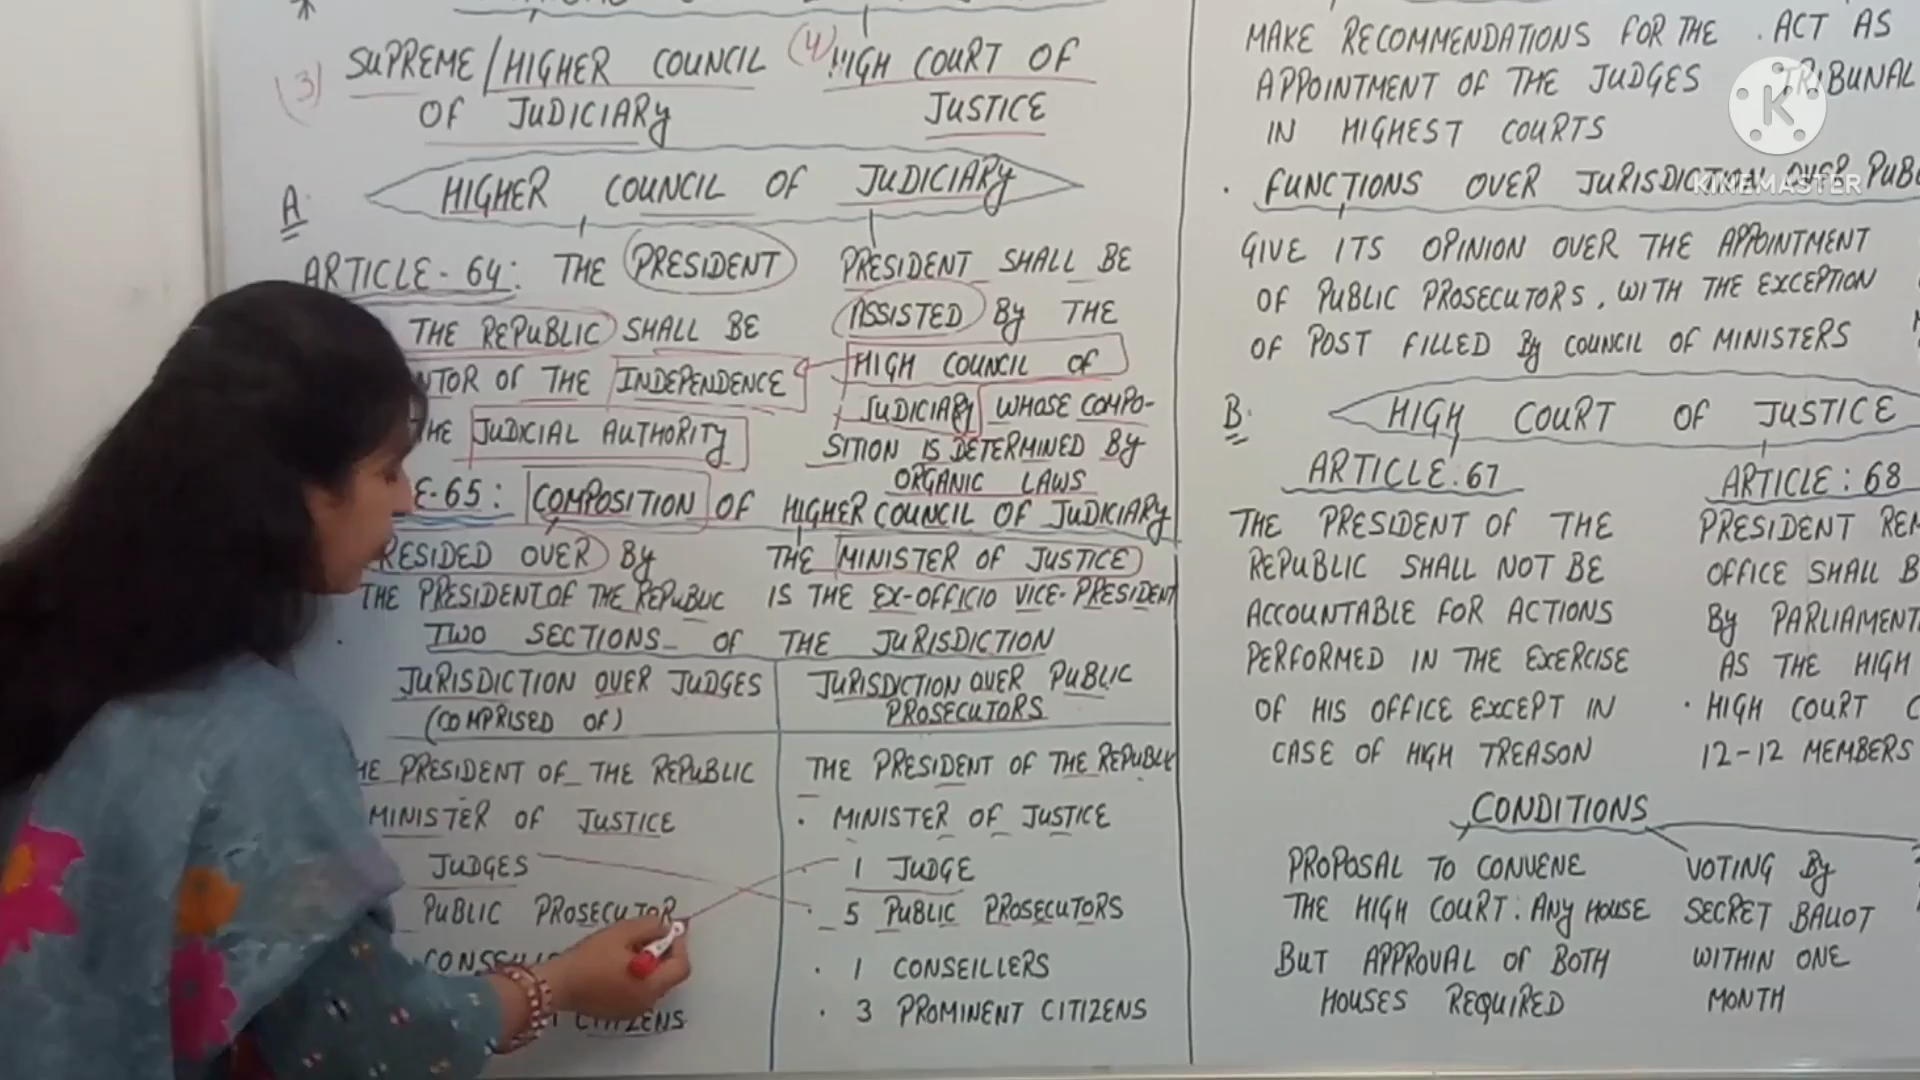 (3) SUPREME/HIGHER COUNCIL
OF JUDICIARY
(4) HIGH COURT OF
JUSTICE
A. HIGHER COUNCIL OF JUDICIARY
ARTICLE-64: THE PRESIDENT
THE REPUBLIC SHALL BE
NTOR OF THE INDEPENDENCE
THE JUDICIAL AUTHORITY
PRESIDENT SHALL BE
ASSISTED BY THE
HIGH COUNCIL OF
JUDICIARY WHOSE COMPO-
SITION IS DETERMINED BY
ORGANIC LAWS
E-65: COMPOSITION OF HIGHER COUNCIL OF JUDICIARY
RESIDED OVER BY
THE PRESIDENT OF THE REPUBLIC
THE MINISTER OF JUSTICE
IS THE EX-OFFICIO VICE-PRESIDENT
TWO SECTIONS OF THE JURISDICTION
JURISDICTION OVER JUDGES
(COMPRISED OF)
HE PRESIDENT OF THE REPUBLIC
MINISTER OF JUSTICE
JUDGES
PUBLIC PROSECUTOR
CITIZENS
JURISDICTION OVER PUBLIC
PROSECUTORS
THE PRESIDENT OF THE REPUBLIC
· MINISTER OF JUSTICE
· 1 JUDGE
· 5 PUBLIC PROSECUTORS
· 1 CONSEILLERS
· 3 PROMINENT CITIZENS
MAKE RECOMMENDATIONS FOR THE
APPOINTMENT OF THE JUDGES
IN HIGHEST COURTS
· ACT AS
TRIBUNAL
· FUNCTIONS OVER JURISDICTION OVER PUB
GIVE ITS OPINION OVER THE APPOINTMENT
OF PUBLIC PROSECUTORS, WITH THE EXCEPTION
OF POST FILLED BY COUNCIL OF MINISTERS
B. HIGH COURT OF JUSTICE
ARTICLE:67
THE PRESIDENT OF THE
REPUBLIC SHALL NOT BE
ACCOUNTABLE FOR ACTIONS
PERFORMED IN THE EXERCISE
OF HIS OFFICE EXCEPT IN
CASE OF HIGH TREASON
ARTICLE:68
PRESIDENT REM
OFFICE SHALL B
BY PARLIAMENT
AS THE HIGH
· HIGH COURT C
12-12 MEMBERS
CONDITIONS
PROPOSAL TO CONVENE
THE HIGH COURT: ANY HOUSE
BUT APPROVAL OF BOTH
HOUSES REQUIRED
VOTING BY
SECRET BALLOT
WITHIN ONE
MONTH
K
KINEMASTER